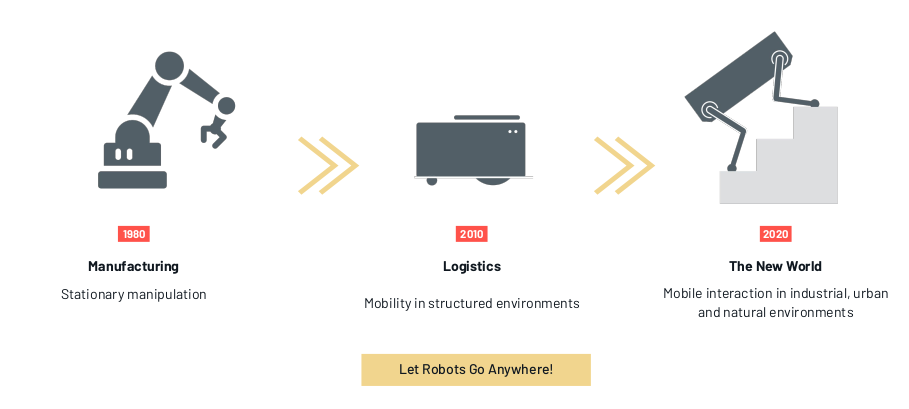 1980
Manufacturing
Stationary manipulation
2010
Logistics
Mobility in structured environments
2020
The New World
Mobile interaction in industrial, urban
and natural environments
Let Robots Go Anywhere!